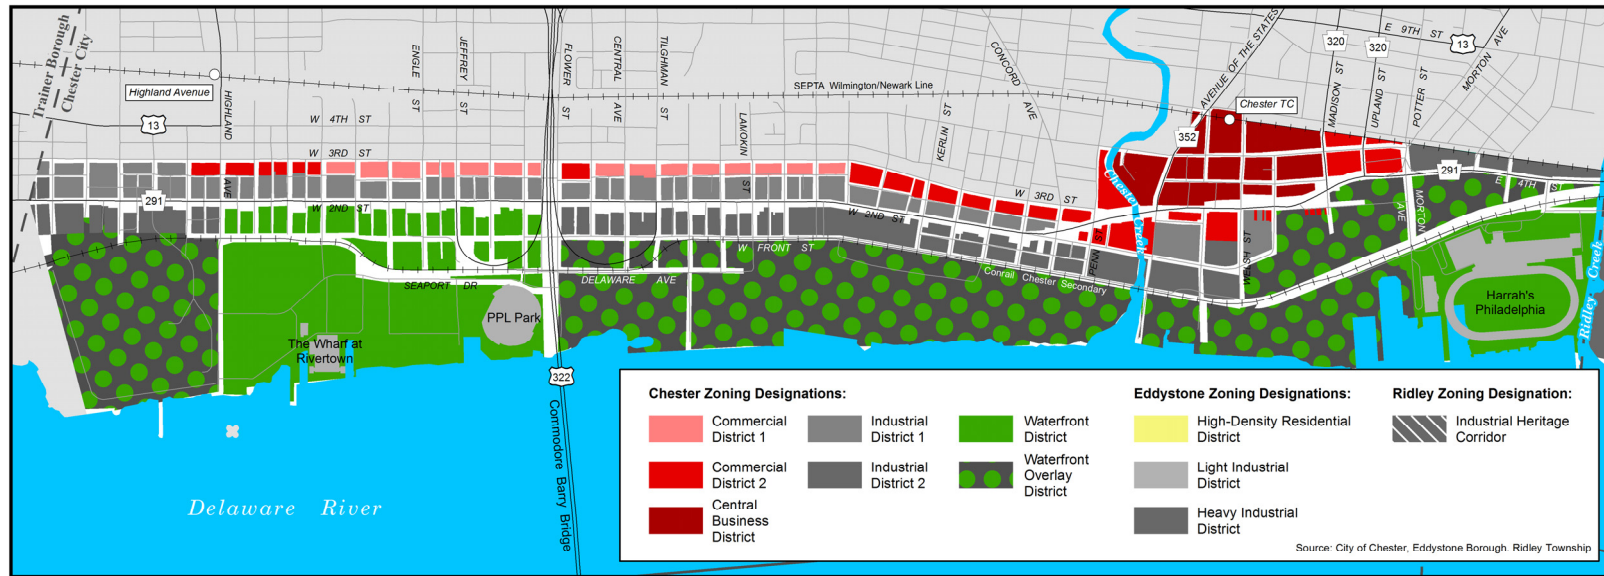 Trainer Borough
Chester City
Highland Avenue
13
HIGHLAND
AVE
W 4TH ST
W 3RD ST
291
W 2ND ST
ENGLE
ST
JEFFREY
ST
FLOWER
ST
CENTRAL
AVE
TILGHMAN
ST
LAMOKIN
ST
SEPTA Wilmington/Newark Line
CONCORD
AVE
KERLIN ST
W 3RD ST
W 2ND ST
W FRONT ST
DELAWARE AVE
SEAPORT DR
Conrail Chester Secondary
PENN ST
Chester Creek
AVENUE OF THE STATES
352
Chester TC
WELSH ST
MADISON ST
320
UPLAND ST
320
POTTER ST
E 9TH ST
13
MORTON AVE
291
E 4TH ST
MORTON
AVE
Ridley Creek
Harrah's
Philadelphia
PPL Park
The Wharf at
Rivertown
322
Commodore Barry Bridge
Delaware River
Chester Zoning Designations:
Commercial
District 1
Commercial
District 2
Central
Business
District
Industrial
District 1
Industrial
District 2
Waterfront
District
Waterfront
Overlay
District
Eddystone Zoning Designations:
High-Density Residential
District
Light Industrial
District
Heavy Industrial
District
Ridley Zoning Designation:
Industrial Heritage
Corridor
Source: City of Chester, Eddystone Borough, Ridley Township